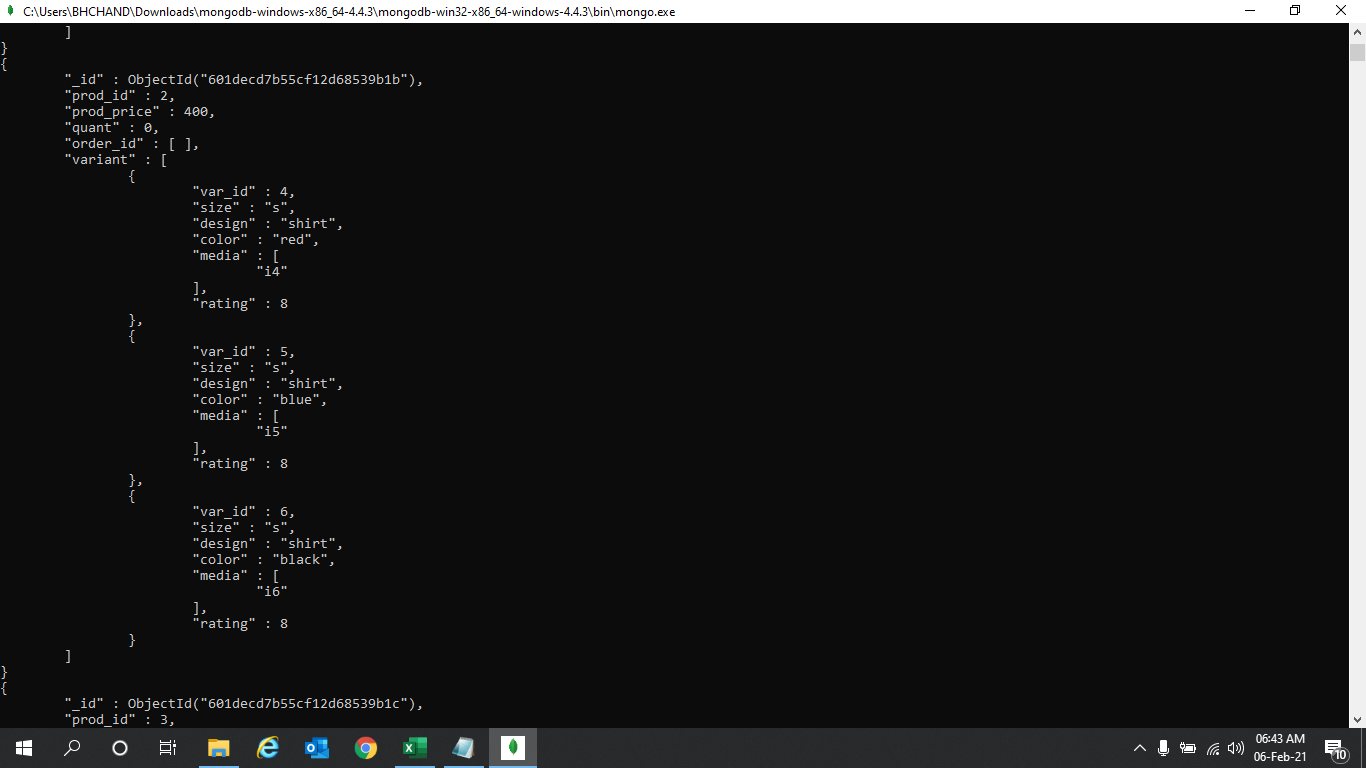 C:\Users\BHCHAND\Downloads\mongodb-windows-x86_64-4.4.3\mongodb-win32-x86_64-windows-4.4.3\bin\mongo.exe
]
}
{
"_id" : ObjectId("601decd7b55cf12d68539b1b"),
"prod_id" : 2,
"prod_price" : 400,
"quant" : 0,
"order_id" : [ ],
"variant" : [
{
"var_id" : 4,
"size" : "s",
"design" : "shirt",
"color" : "red",
"media" : [
"i4"
],
"rating" : 8
},
{
"var_id" : 5,
"size" : "s",
"design" : "shirt",
"color" : "blue",
"media" : [
"i5"
],
"rating" : 8
},
{
"var_id" : 6,
"size" : "s",
"design" : "shirt",
"color" : "black",
"media" : [
"i6"
],
"rating" : 8
}
]
}
{
"_id" : ObjectId("601decd7b55cf12d68539b1c"),
"prod_id" : 3,
06:43 AM
06-Feb-21
10